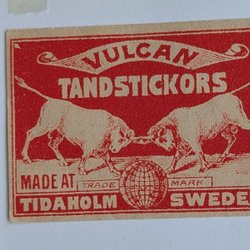 VULCAN
TANDSTICKORS
MADE AT
TRADE MARK
TIDAHOLM SWEDE